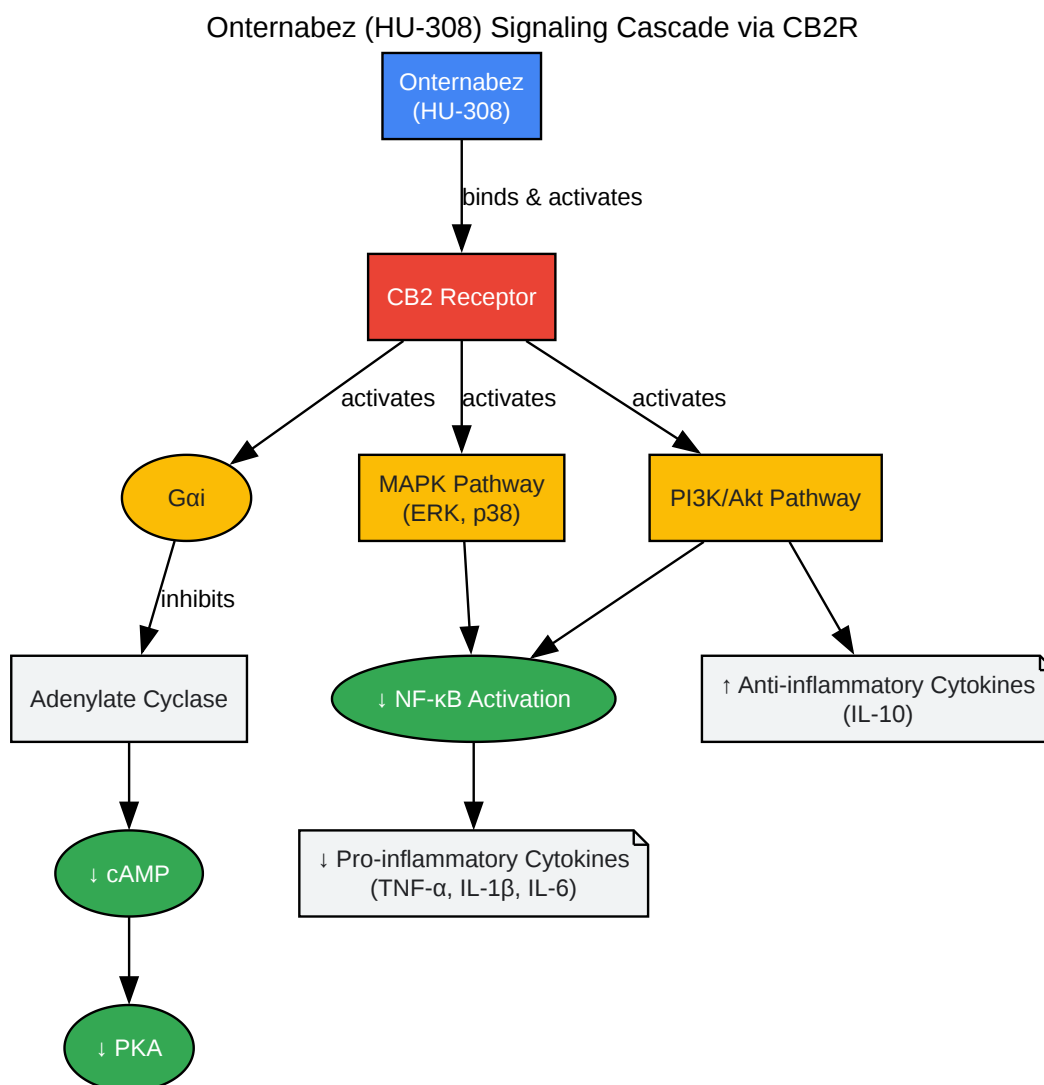 Onternabez (HU-308) Signaling Cascade via CB2R
Onternabez
(HU-308)
binds & activates
CB2 Receptor
activates
activates
activates
Gαi
MAPK Pathway
(ERK, p38)
PI3K/Akt Pathway
inhibits
Adenylate Cyclase
↓ NF-κB Activation
↑ Anti-inflammatory Cytokines
(IL-10)
↓ cAMP
↓ Pro-inflammatory Cytokines
(TNF-α, IL-1β, IL-6)
↓ PKA